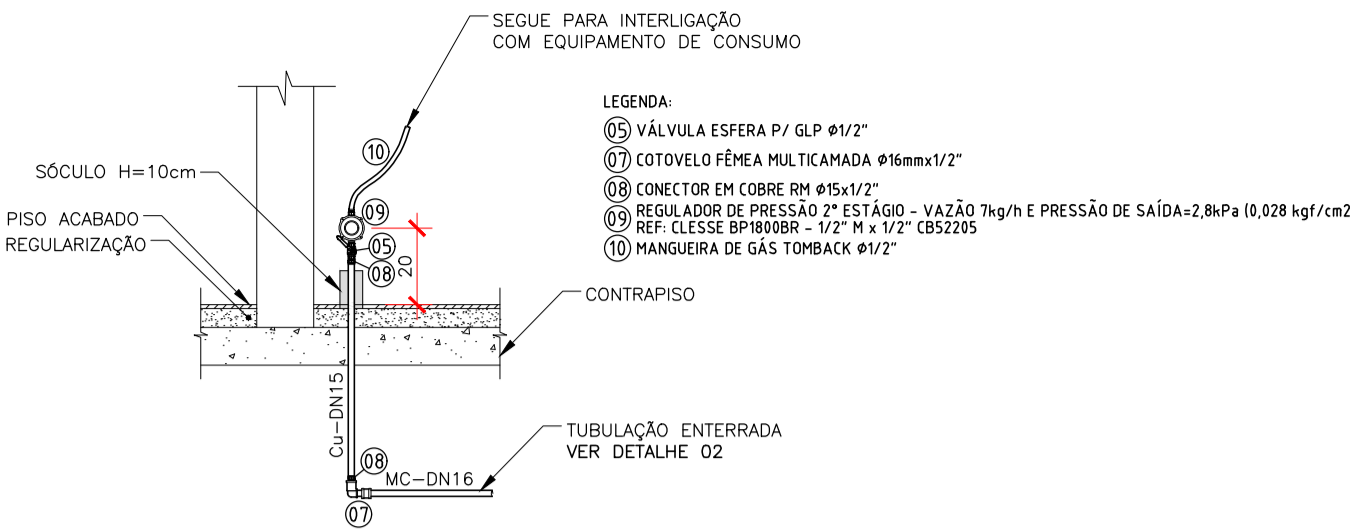 SEGUE PARA INTERLIGAÇÃO
COM EQUIPAMENTO DE CONSUMO
LEGENDA:
05 VÁLVULA ESFERA P/ GLP Ø1/2"
07 COTOVELO FÊMEA MULTICAMADA Ø16mmx1/2"
08 CONECTOR EM COBRE RM Ø15x1/2"
09 REGULADOR DE PRESSÃO 2° ESTÁGIO - VAZÃO 7kg/h E PRESSÃO DE SAÍDA=2,8kPa (0,028 kgf/cm2
REF: CLESSE BP1800BR - 1/2" M x 1/2" CB52205
10 MANGUEIRA DE GÁS TOMBACK Ø1/2"
10
SÓCULO H=10cm
09
PISO ACABADO
REGULARIZAÇÃO
05
08
20
CONTRAPISO
Cu-DN15
TUBULAÇÃO ENTERRADA
VER DETALHE 02
08
MC-DN16
07